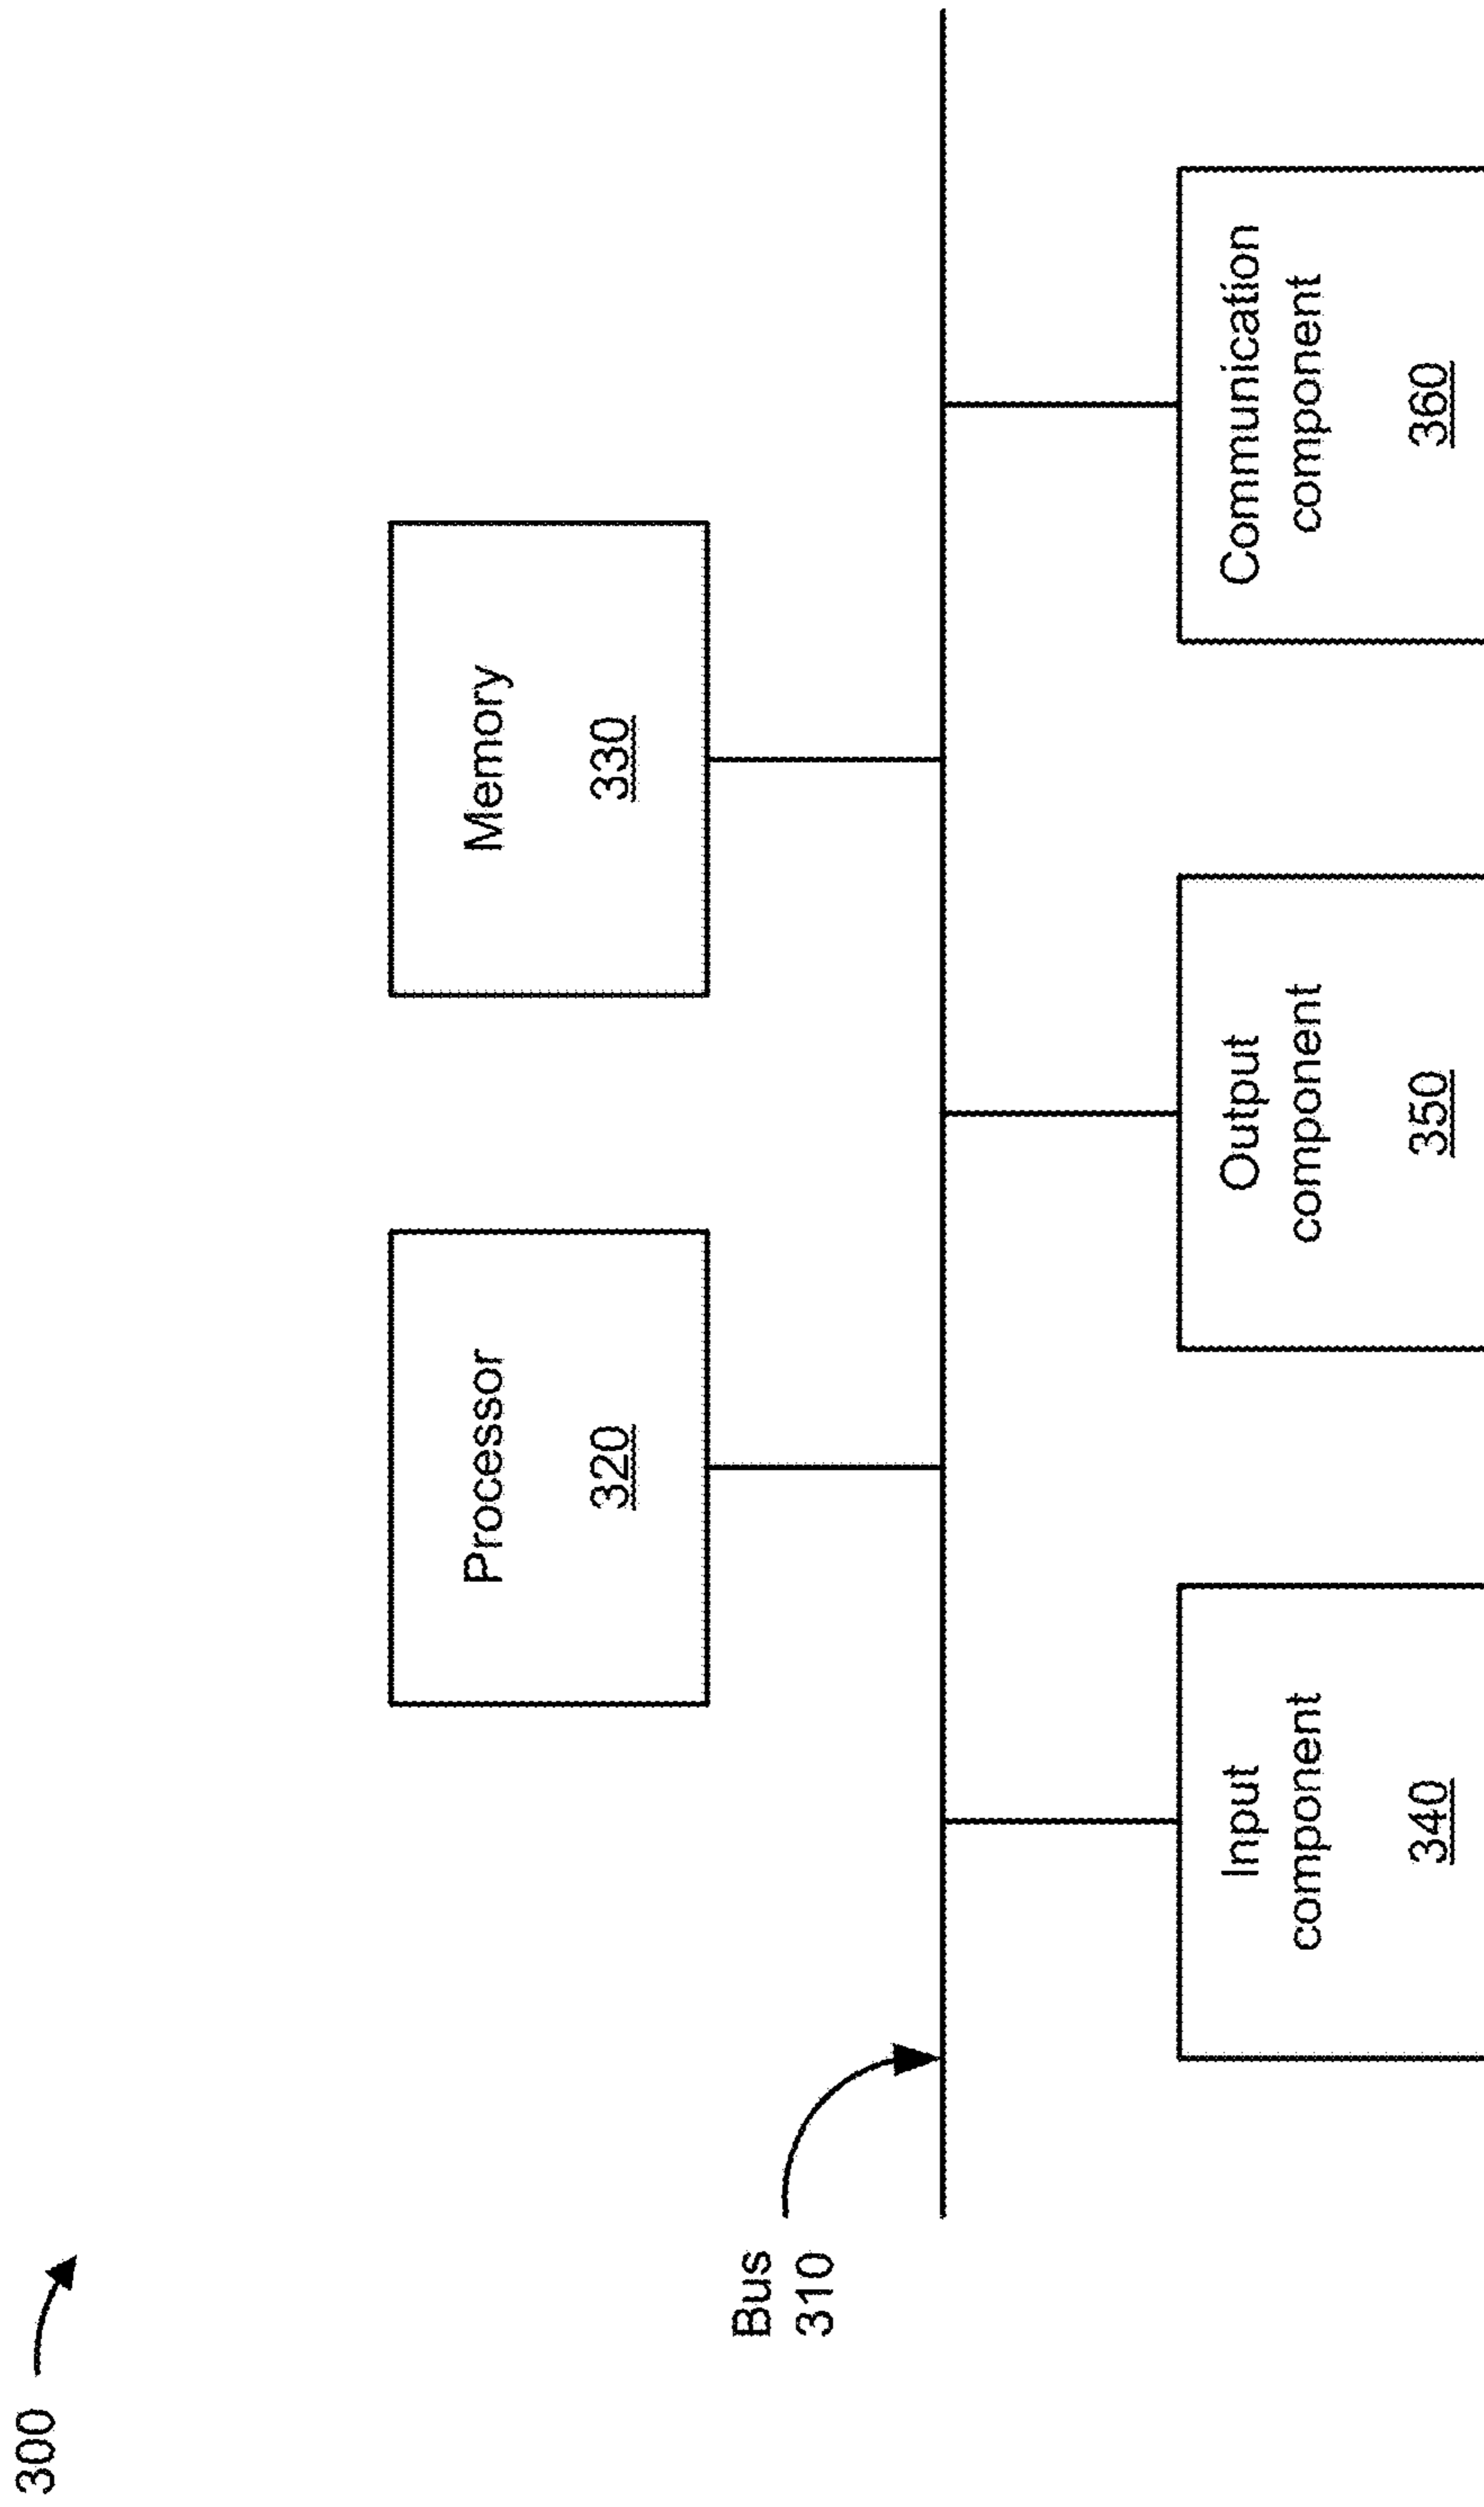 300
Processor
320
Memory
330
Bus
310
Input
component
340
Output
component
350
Communication
component
360